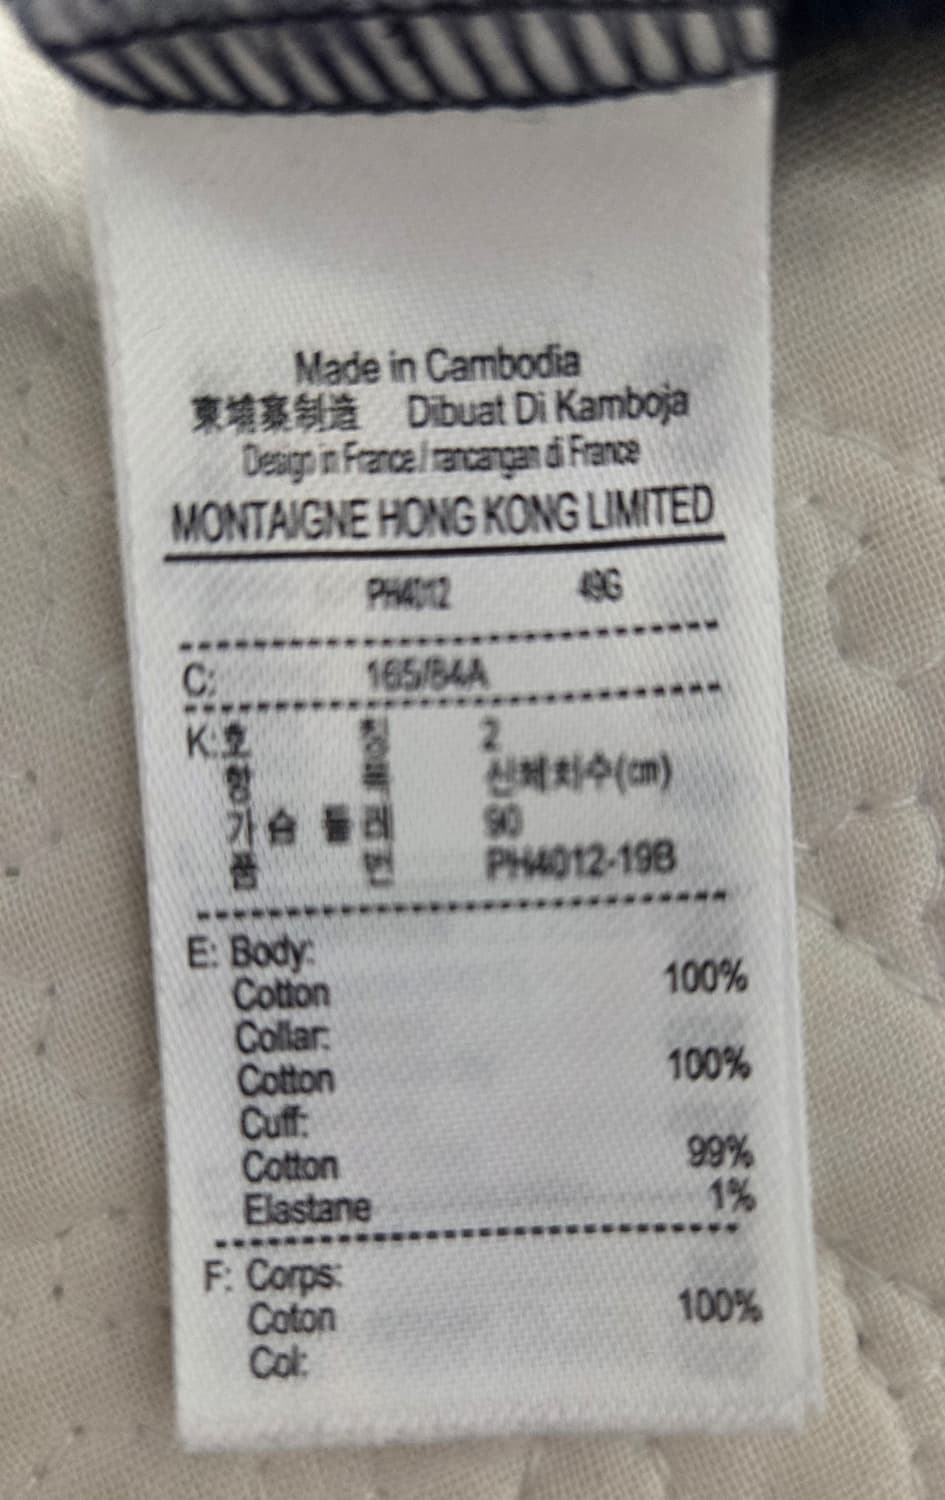 Made in Cambodia
柬埔寨制造 Dibuat Di Kamboja
Design in France / rancangan di France
MONTAIGNE HONG KONG LIMITED
PH4012 49G
C: 165/84A
K: 호 칭 2
항 목 신체치수(cm)
가 슴 둘 레 90
품 번 PH4012-19B
E: Body:
Cotton 100%
Collar:
Cotton 100%
Cuff:
Cotton 99%
Elastane 1%
F: Corps:
Coton 100%
Col: